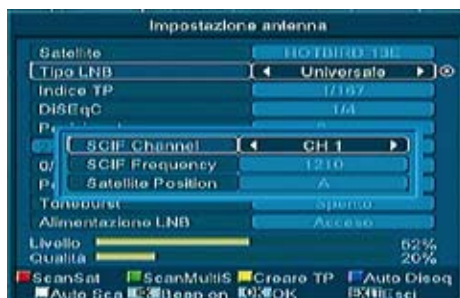 Impostazione antenna
Satellite HOTBIRD 13E
Tipo LNB Universale
Indice TP 1/167
DiSEqC 1/4
SCIF Channel CH 1
SCIF Frequency 1210
Satellite Position A
Toneburst Spento
Alimentazione LNB Acceso
Livello 52%
Qualità 20%
ScanSat ScanMultiS Creare TP Auto Diseq
Auto Sca Beep on OK OK EXIT Esci